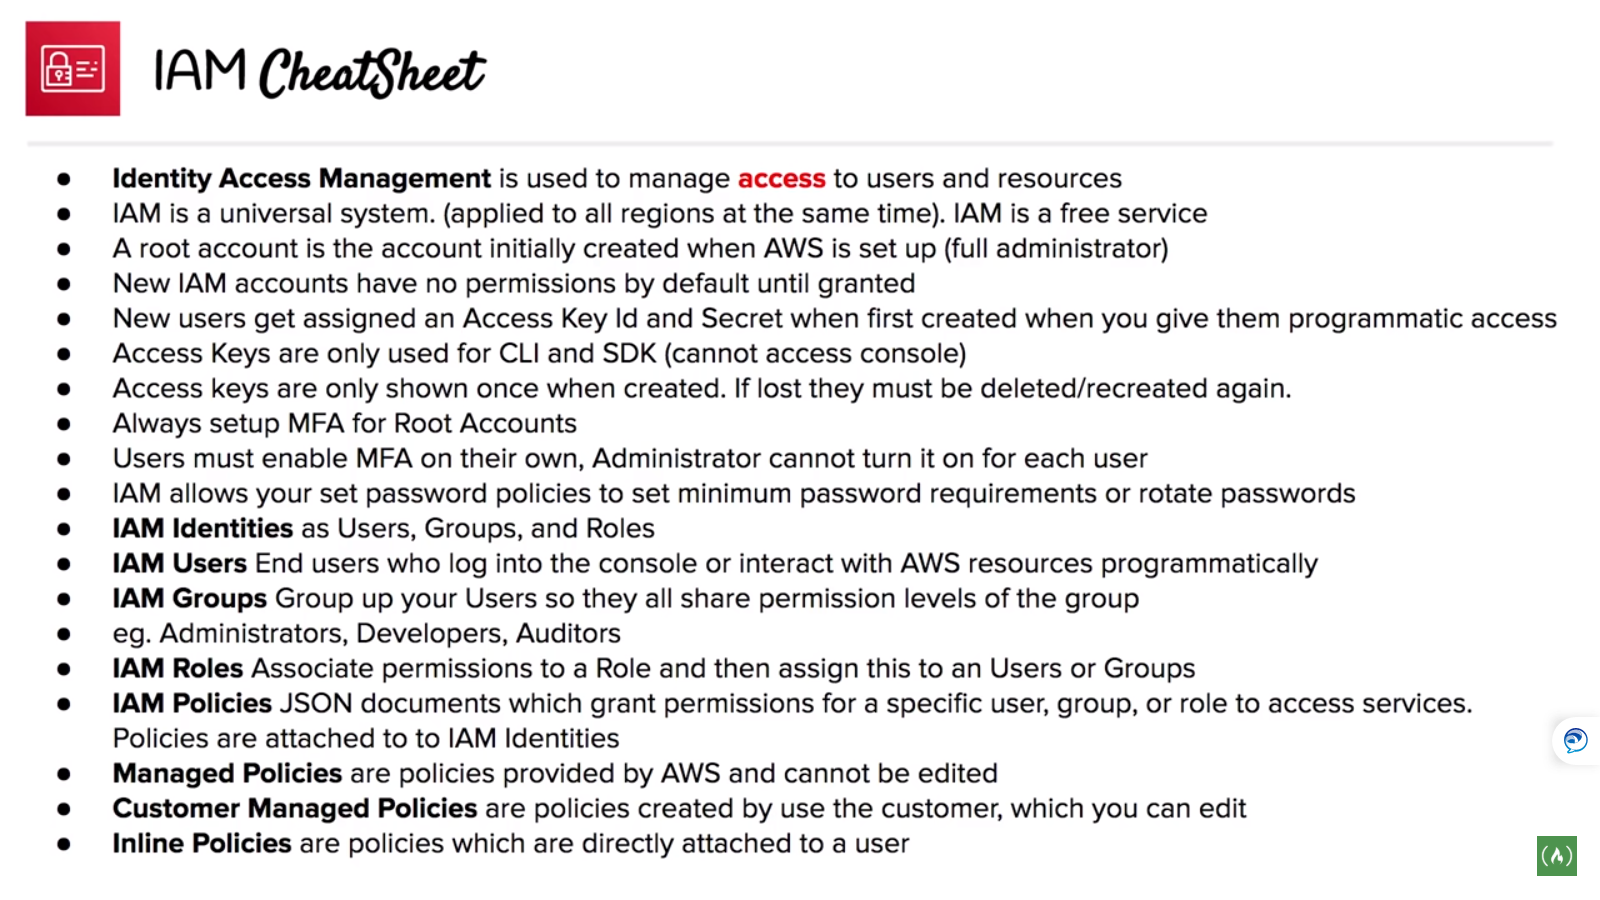 IAM CheatSheet
● Identity Access Management is used to manage access to users and resources
● IAM is a universal system. (applied to all regions at the same time). IAM is a free service
● A root account is the account initially created when AWS is set up (full administrator)
● New IAM accounts have no permissions by default until granted
● New users get assigned an Access Key Id and Secret when first created when you give them programmatic access
● Access Keys are only used for CLI and SDK (cannot access console)
● Access keys are only shown once when created. If lost they must be deleted/recreated again.
● Always setup MFA for Root Accounts
● Users must enable MFA on their own, Administrator cannot turn it on for each user
● IAM allows your set password policies to set minimum password requirements or rotate passwords
● IAM Identities as Users, Groups, and Roles
● IAM Users End users who log into the console or interact with AWS resources programmatically
● IAM Groups Group up your Users so they all share permission levels of the group
● eg. Administrators, Developers, Auditors
● IAM Roles Associate permissions to a Role and then assign this to an Users or Groups
● IAM Policies JSON documents which grant permissions for a specific user, group, or role to access services.
Policies are attached to to IAM Identities
● Managed Policies are policies provided by AWS and cannot be edited
● Customer Managed Policies are policies created by use the customer, which you can edit
● Inline Policies are policies which are directly attached to a user